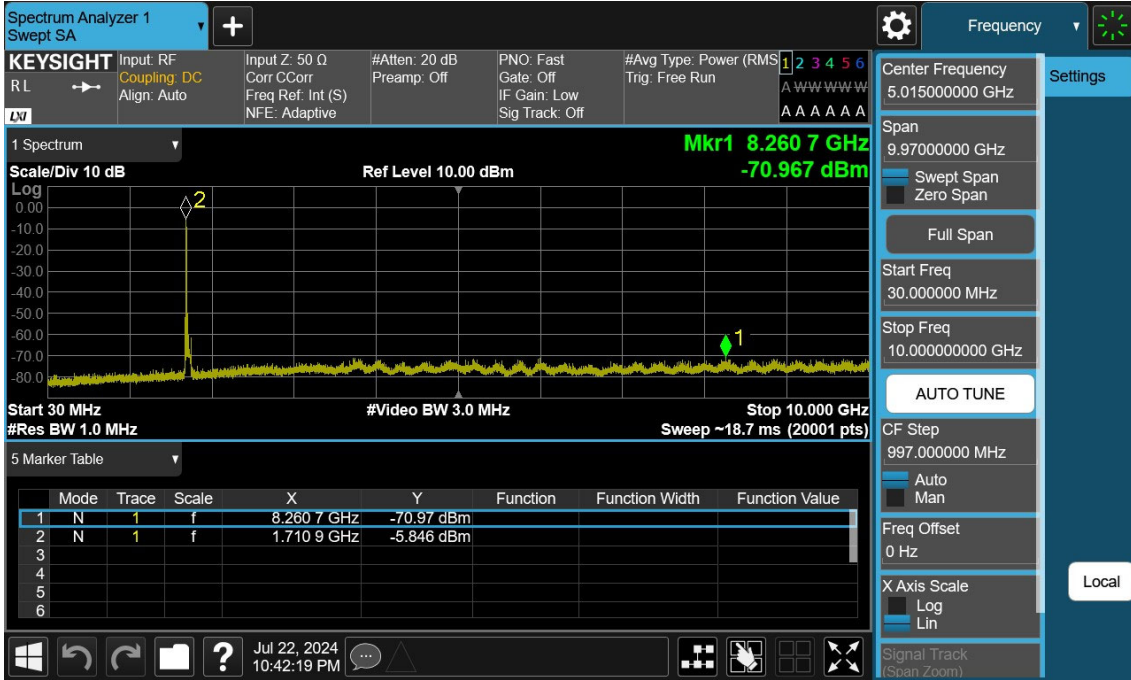 Spectrum Analyzer 1
Swept SA
+
Frequency
KEYSIGHT
R L
LXI
Input: RF
Coupling: DC
Align: Auto
Input Z: 50 Ω
Corr CCorr
Freq Ref: Int (S)
NFE: Adaptive
#Atten: 20 dB
Preamp: Off
PNO: Fast
Gate: Off
IF Gain: Low
Sig Track: Off
#Avg Type: Power (RMS
Trig: Free Run
1 2 3 4 5 6
A W W W W W
A A A A A A
1 Spectrum
Scale/Div 10 dB
Ref Level 10.00 dBm
Mkr1 8.260 7 GHz
-70.967 dBm
Log
0.00
-10.0
-20.0
-30.0
-40.0
-50.0
-60.0
-70.0
-80.0
2
1
Start 30 MHz
#Video BW 3.0 MHz
Stop 10.000 GHz
#Res BW 1.0 MHz
Sweep ~18.7 ms (20001 pts)
5 Marker Table
Mode Trace Scale X Y Function Function Width Function Value
1 N 1 f 8.260 7 GHz -70.97 dBm
2 N 1 f 1.710 9 GHz -5.846 dBm
3
4
5
6
?
Jul 22, 2024
10:42:19 PM
Center Frequency
5.015000000 GHz
Settings
Span
9.97000000 GHz
Swept Span
Zero Span
Full Span
Start Freq
30.000000 MHz
Stop Freq
10.000000000 GHz
AUTO TUNE
CF Step
997.000000 MHz
Auto
Man
Freq Offset
0 Hz
X Axis Scale
Log
Lin
Local
Signal Track
(Span Zoom)